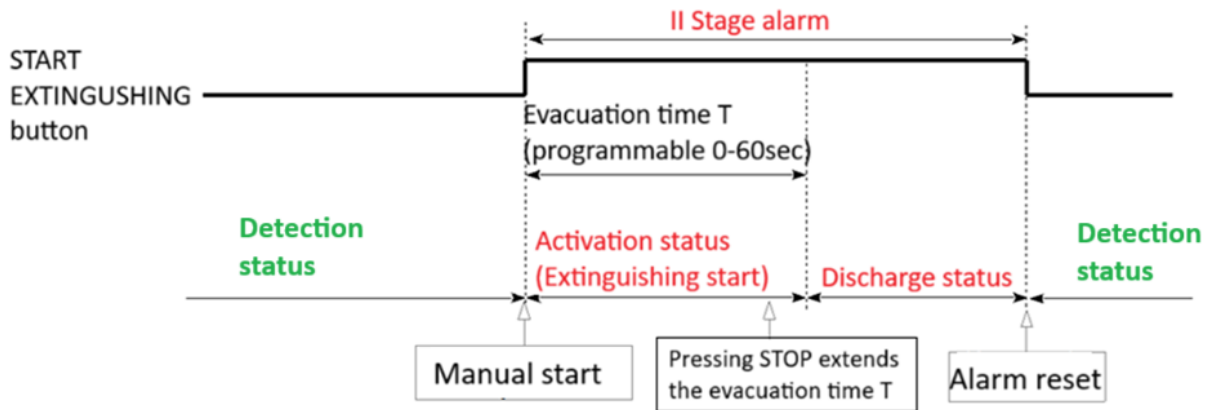 II Stage alarm
START
EXTINGUSHING
button
Evacuation time T
(programmable 0-60sec)
Detection
status
Activation status
(Extinguishing start)
Discharge status
Detection
status
Manual start
Pressing STOP extends
the evacuation time T
Alarm reset